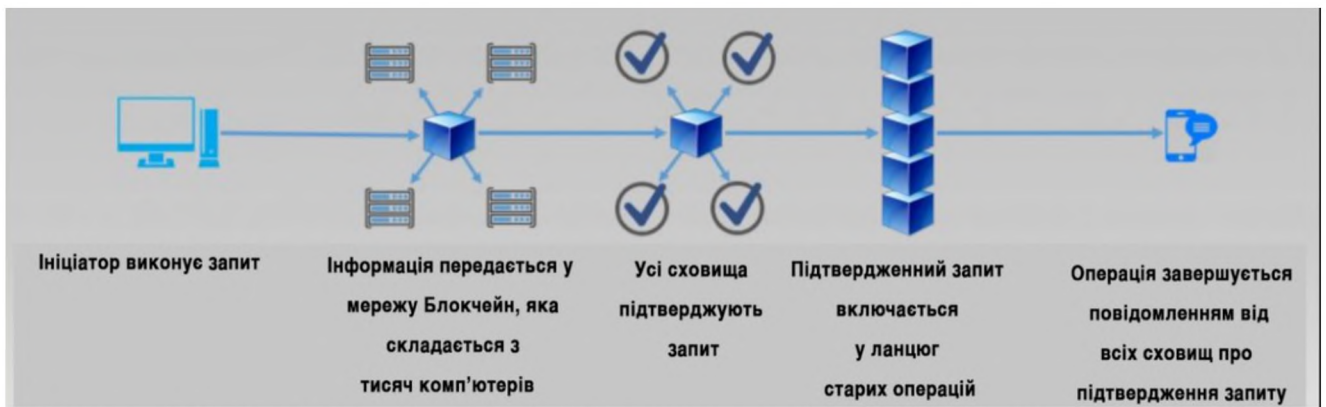 Ініціатор виконує запит
Інформація передається у
мережу Блокчейн, яка
складається з
тисяч комп'ютерів
Усі сховища
підтверджують
запит
Підтвердженний запит
включається
у ланцюг
старих операцій
Операція завершується
повідомленням від
всіх сховищ про
підтвердження запиту